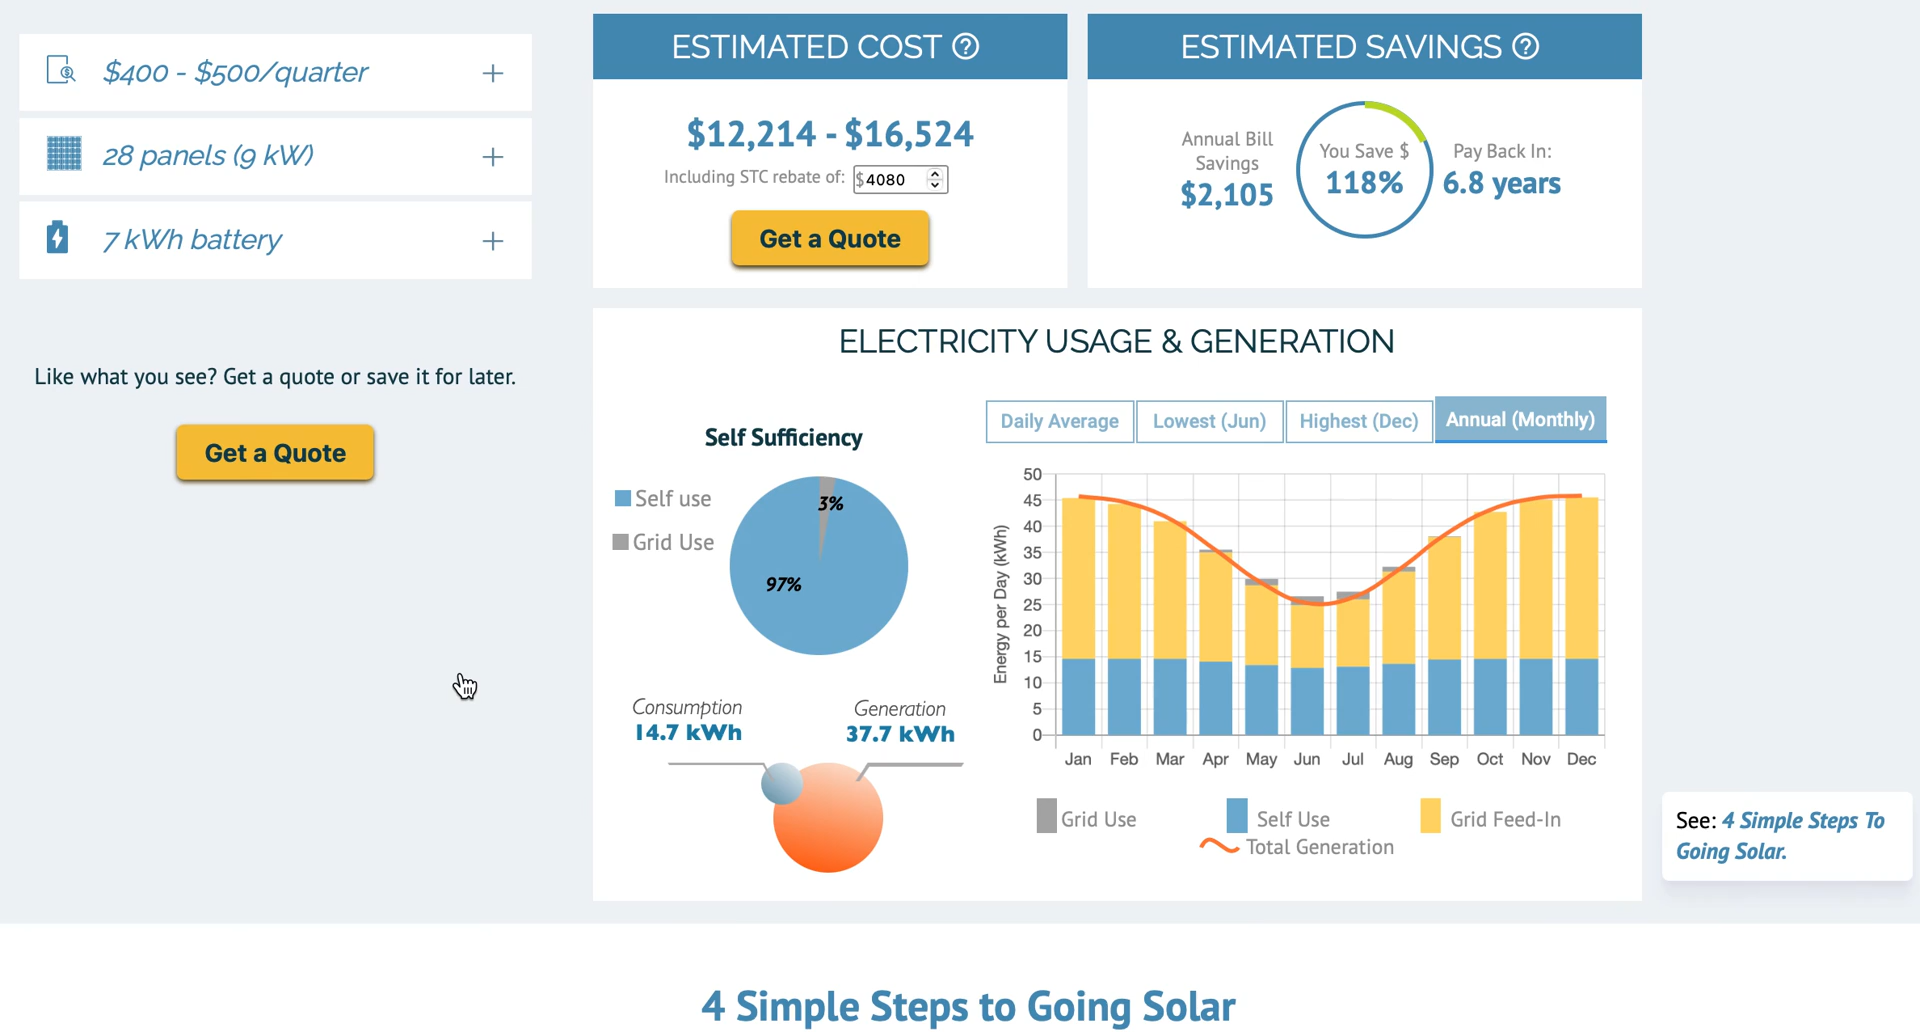 $400 - $500/quarter
28 panels (9 kW)
7 kWh battery
Like what you see? Get a quote or save it for later.
Get a Quote
ESTIMATED COST
$12,214 - $16,524
Including STC rebate of: $4080
Get a Quote
ESTIMATED SAVINGS
Annual Bill
Savings
$2,105
You Save $
118%
Pay Back In:
6.8 years
ELECTRICITY USAGE & GENERATION
Self Sufficiency
Self use
Grid Use
3%
97%
Consumption
14.7 kWh
Generation
37.7 kWh
Daily Average
Lowest (Jun)
Highest (Dec)
Annual (Monthly)
Energy per Day (kWh)
50
45
40
35
30
25
20
15
10
5
0
Jan Feb Mar Apr May Jun Jul Aug Sep Oct Nov Dec
Grid Use Self Use Grid Feed-In
Total Generation
See: 4 Simple Steps To
Going Solar.
4 Simple Steps to Going Solar